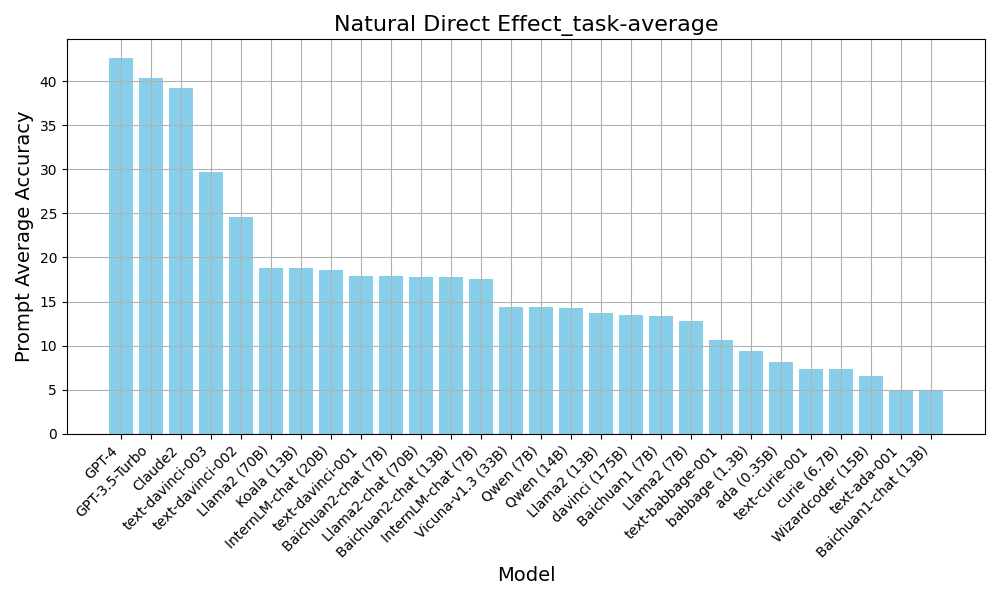 Natural Direct Effect_task-average
Prompt Average Accuracy
40
35
30
25
20
15
10
5
0
GPT-4
GPT-3.5-Turbo
Claude2
text-davinci-003
text-davinci-002
Llama2 (70B)
Koala (13B)
InternLM-chat (20B)
text-davinci-001
Baichuan2-chat (7B)
Llama2-chat (70B)
Baichuan2-chat (13B)
InternLM-chat (7B)
Vicuna-v1.3 (33B)
Qwen (7B)
Qwen (14B)
Llama2 (13B)
davinci (175B)
Baichuan1 (7B)
Llama2 (7B)
text-babbage-001
babbage (1.3B)
ada (0.35B)
text-curie-001
curie (6.7B)
Wizardcoder (15B)
text-ada-001
Baichuan1-chat (13B)
Model